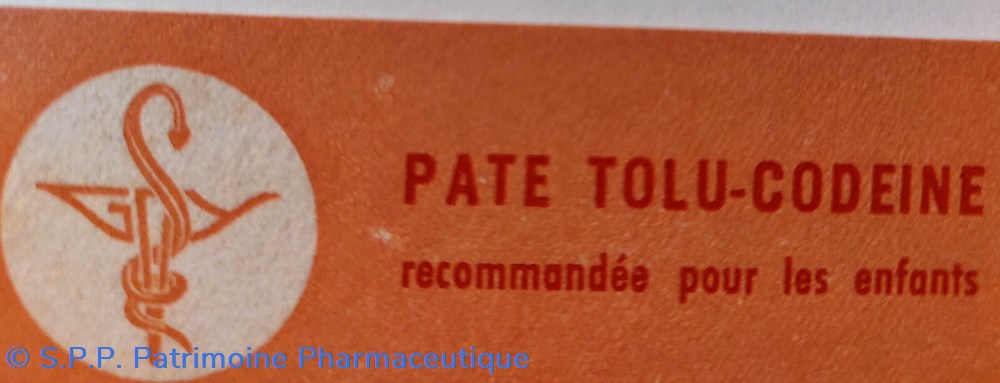 PATE TOLU-CODEINE
recommandée pour les enfants
© S.P.P. Patrimoine Pharmaceutique